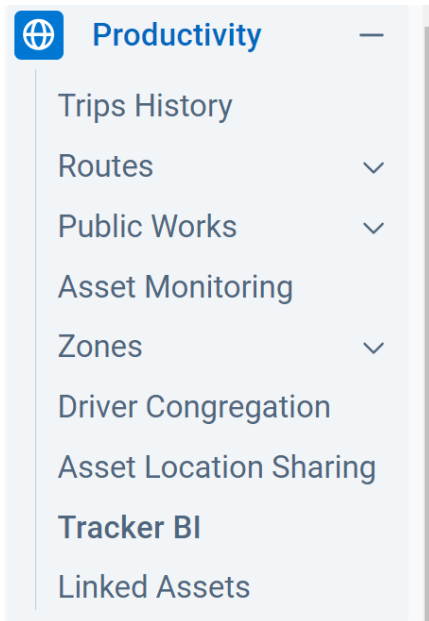 Productivity
Trips History
Routes
Public Works
Asset Monitoring
Zones
Driver Congregation
Asset Location Sharing
Tracker BI
Linked Assets